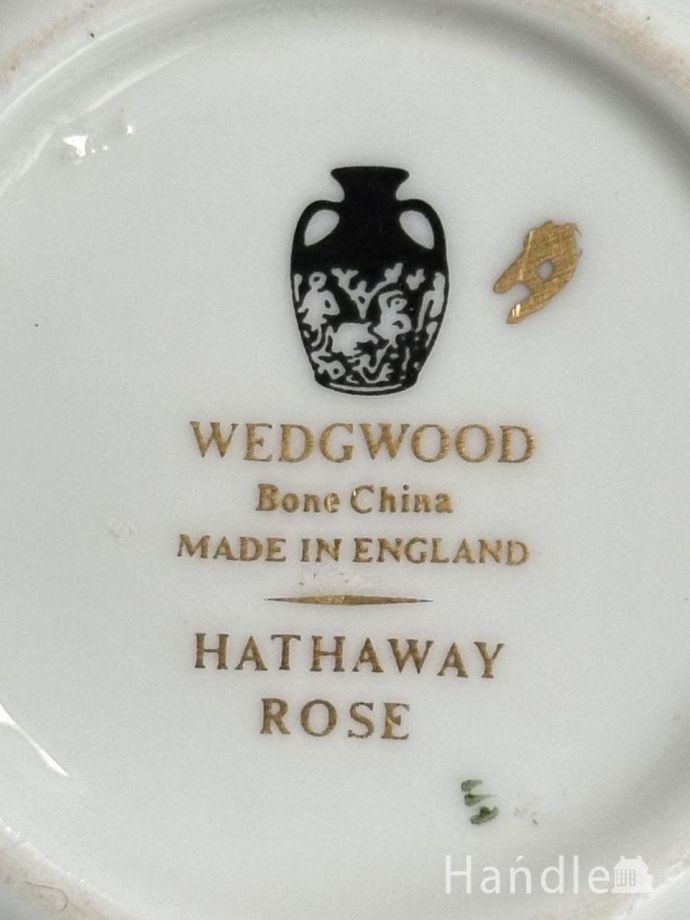 WEDGWOOD
Bone China
MADE IN ENGLAND
HATHAWAY
ROSE
Handle